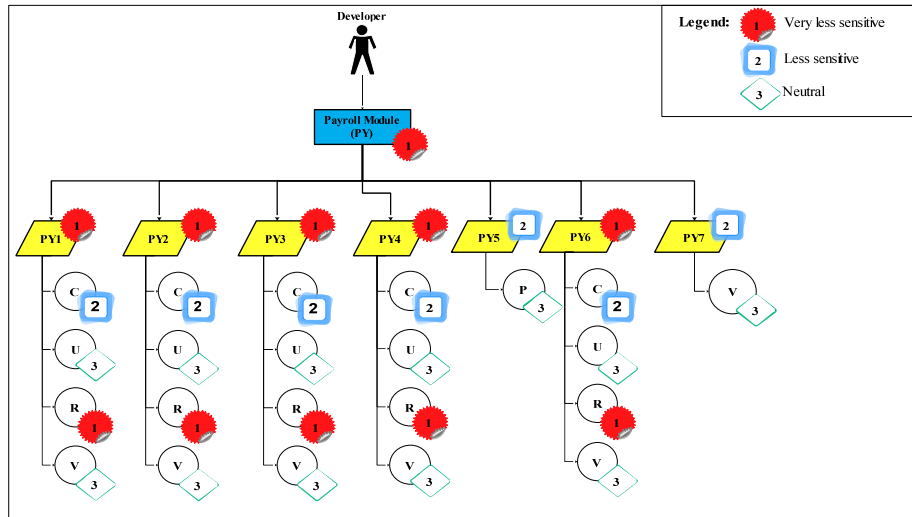 Developer
Legend:
1 Very less sensitive
2 Less sensitive
3 Neutral
Payroll Module
(PY)
1
PY1 1 PY2 1 PY3 1 PY4 1 PY5 2 PY6 1 PY7 2
C 2 C 2 C 2 C 2 P 3 C 2 V 3
U 3 U 3 U 3 U 3 U 3
R 1 R 1 R 1 R 1 R 1
V 3 V 3 V 3 V 3 V 3